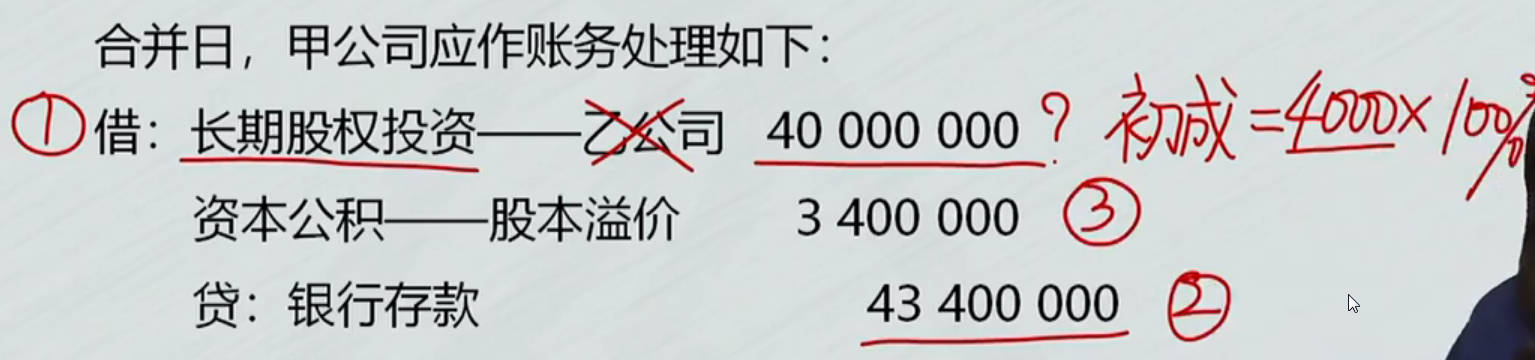 合并日，甲公司应作账务处理如下：
① 借：长期股权投资——乙公司 40 000 000 ? 初成=4000×100%
资本公积——股本溢价 3 400 000 ③
贷：银行存款 43 400 000 ②